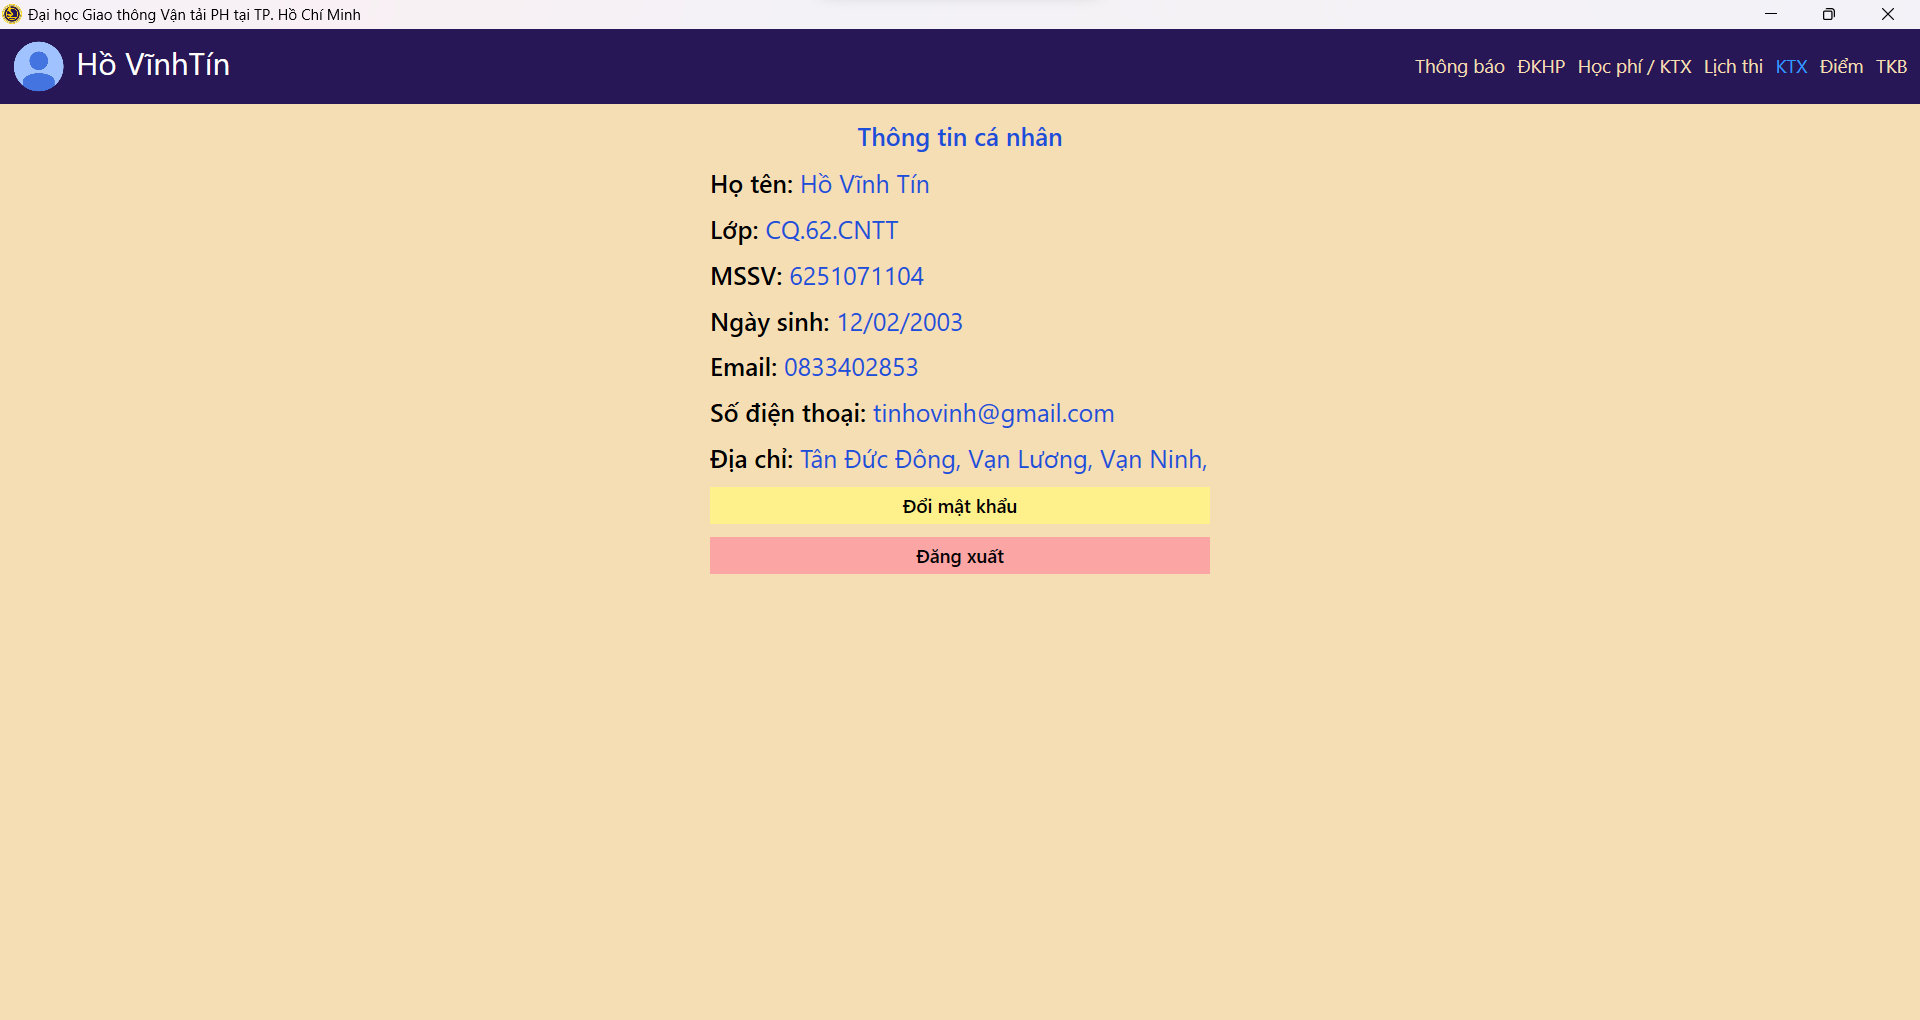 Đại học Giao thông Vận tải PH tại TP. Hồ Chí Minh
Hồ VĩnhTín
Thông báo ĐKHP Học phí / KTX Lịch thi KTX Điểm TKB
Thông tin cá nhân
Họ tên: Hồ Vĩnh Tín
Lớp: CQ.62.CNTT
MSSV: 6251071104
Ngày sinh: 12/02/2003
Email: 0833402853
Số điện thoại: tinhovinh@gmail.com
Địa chỉ: Tân Đức Đông, Vạn Lương, Vạn Ninh,
Đổi mật khẩu
Đăng xuất